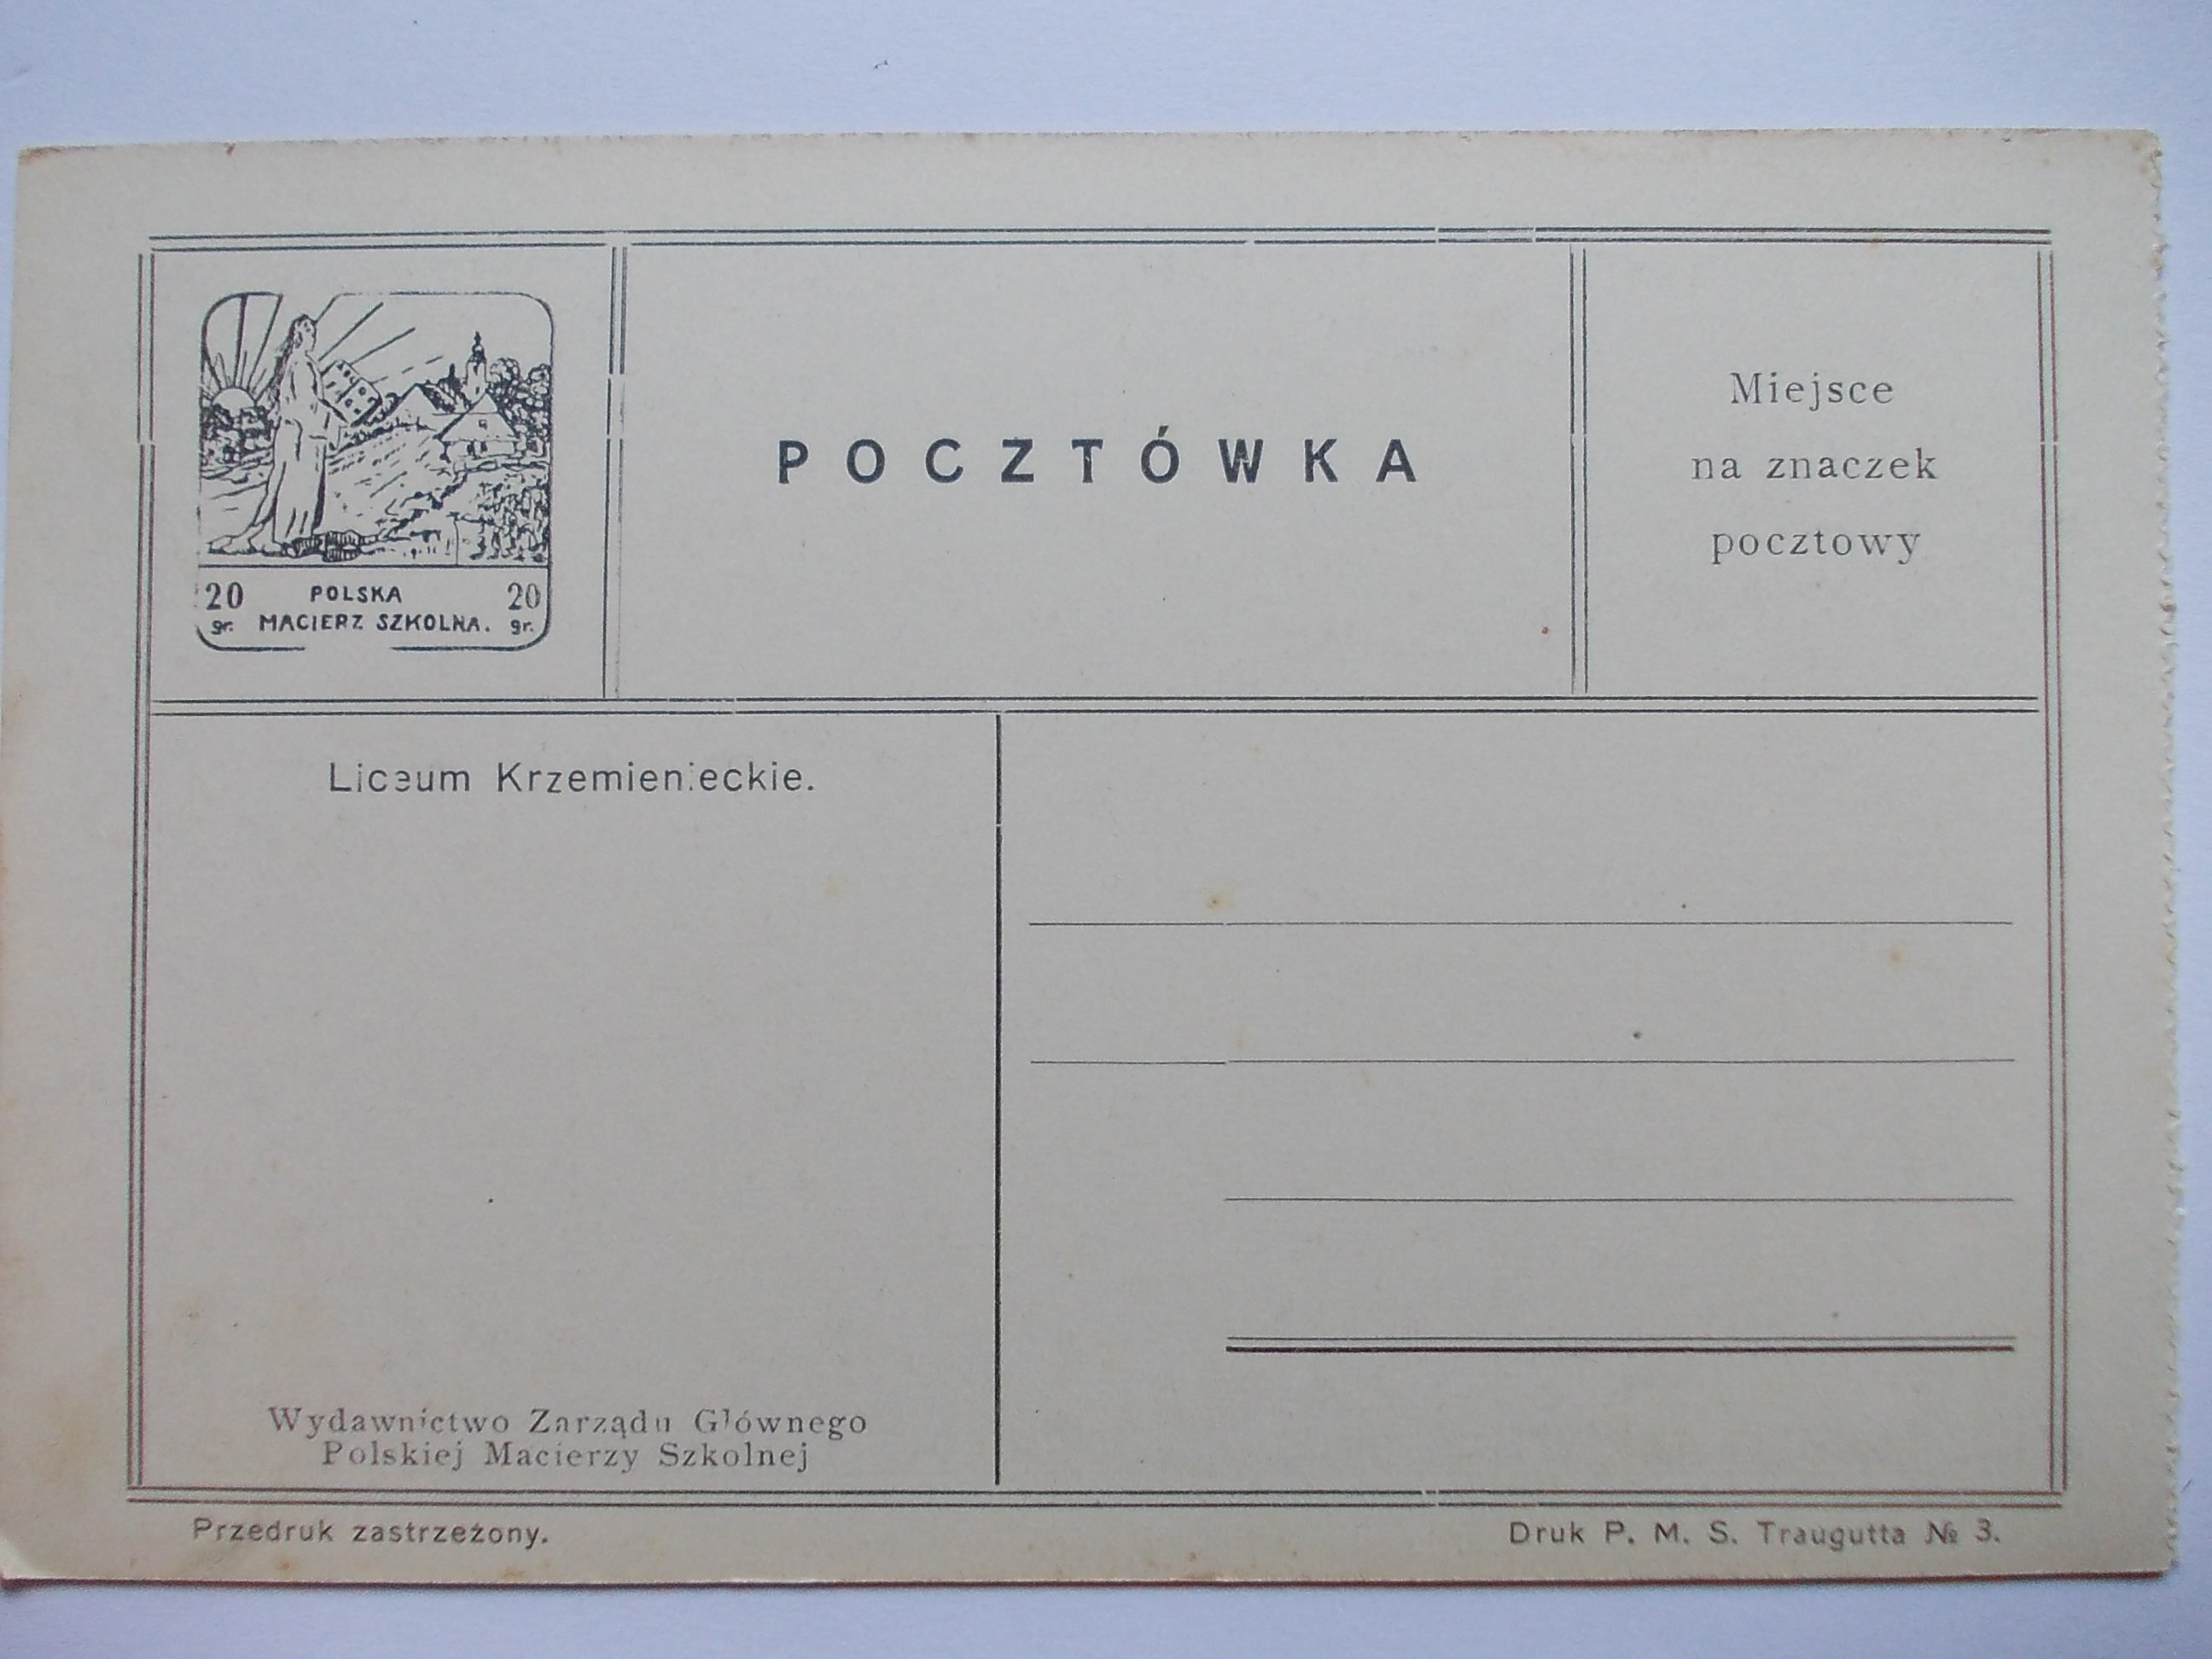 20 POLSKA 20
gr. MACIERZ SZKOLNA. gr.
POCZTÓWKA
Miejsce
na znaczek
pocztowy
Liceum Krzemienieckie.
Wydawnictwo Zarządu Głównego
Polskiej Macierzy Szkolnej
Przedruk zastrzeżony.
Druk P. M. S. Traugutta № 3.